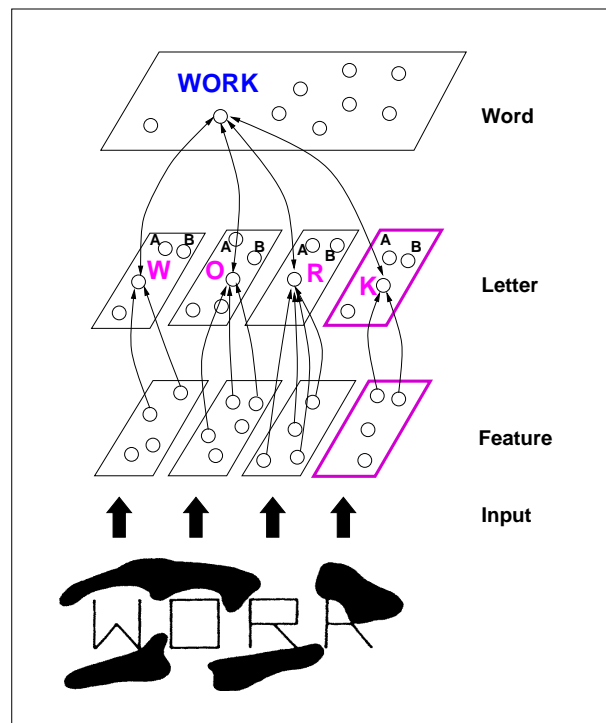 WORK
Word
A B A B A B A B
W O R K
Letter
Feature
Input
W O R